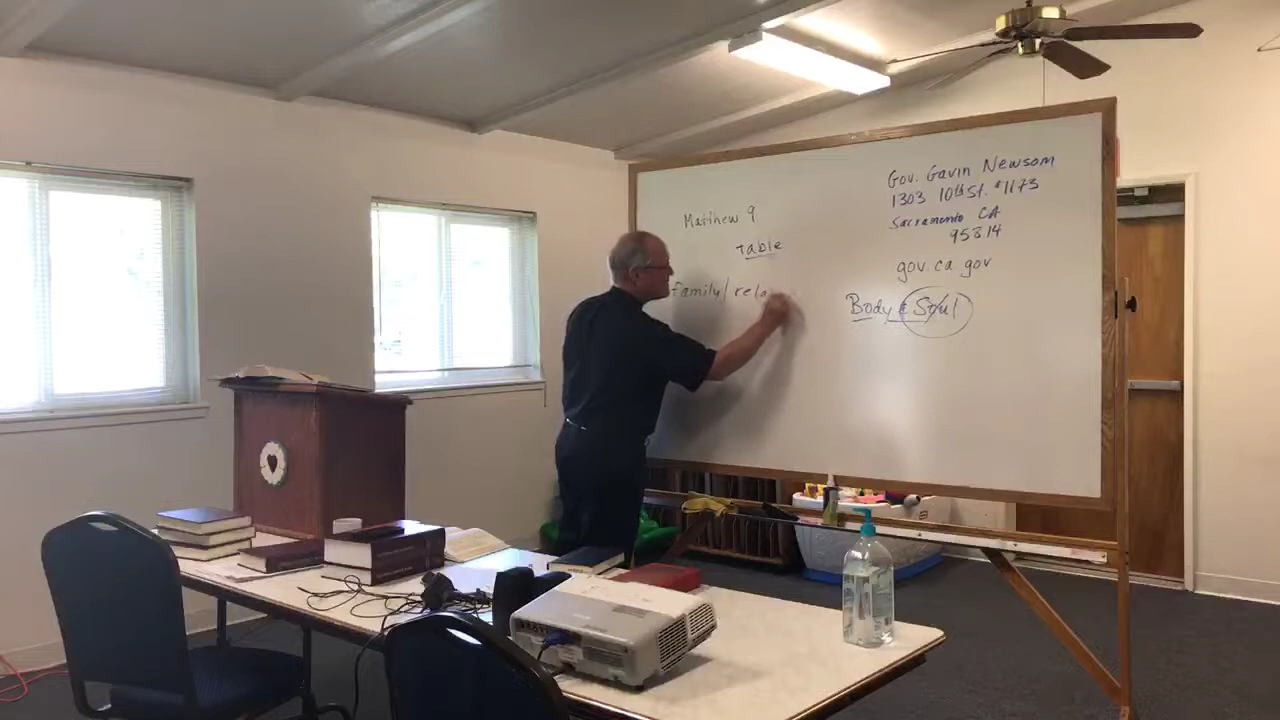 Matthew 9
Table
family/ rela
Gov. Gavin Newsom
1303 10th St. #1173
Sacramento CA
95814
gov.ca.gov
Body & Soul